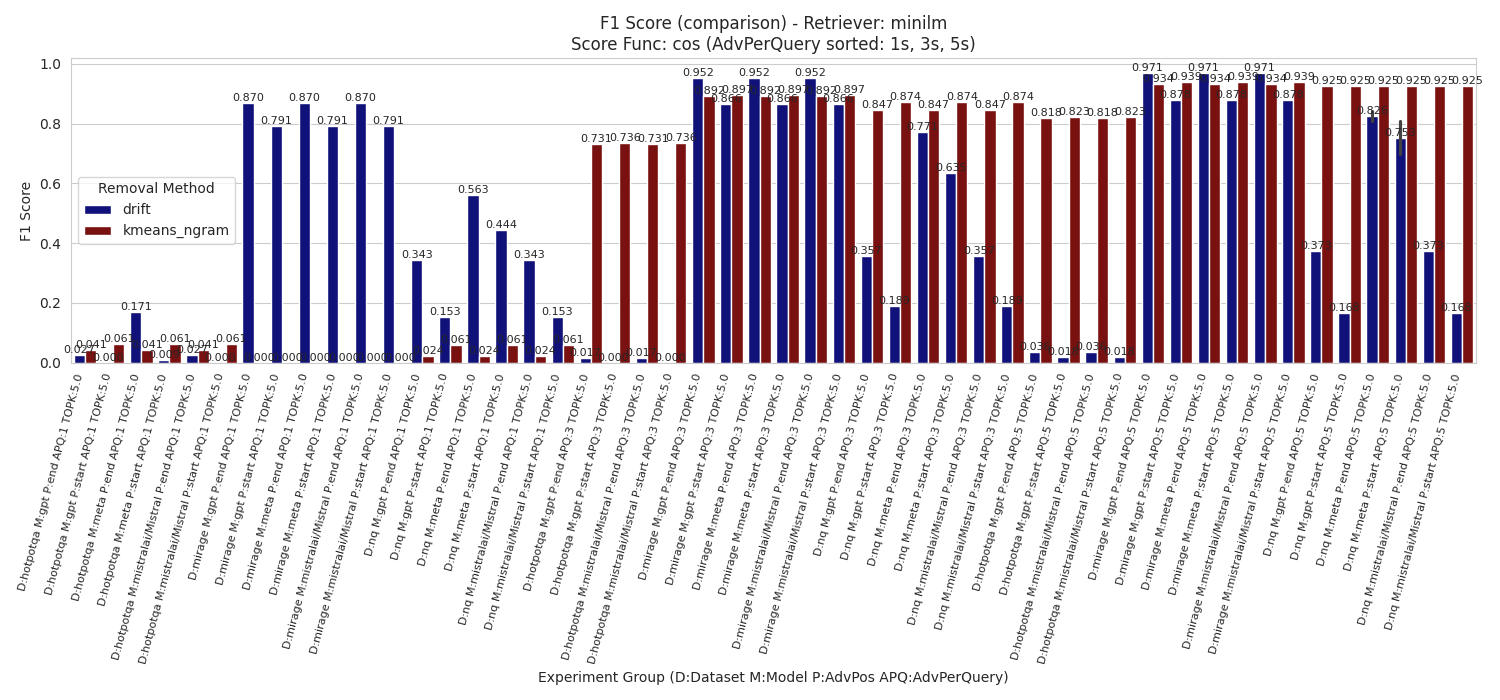 F1 Score (comparison) - Retriever: minilm
Score Func: cos (AdvPerQuery sorted: 1s, 3s, 5s)
F1 Score
1.0
0.8
0.6
0.4
0.2
0.0
Removal Method
drift
kmeans_ngram
0.041
0.061
0.171
0.061
0.041
0.061
0.870
0.791
0.870
0.791
0.870
0.791
0.343
0.153
0.563
0.444
0.343
0.153
0.061
0.731
0.736
0.731
0.736
0.952
0.897
0.952
0.897
0.952
0.897
0.847
0.874
0.847
0.874
0.847
0.874
0.818
0.823
0.818
0.823
0.971
0.934
0.939
0.971
0.934
0.939
0.971
0.934
0.939
0.925
0.925
0.925
0.925
0.925
0.925
D:hotpotqa M:gpt P:end APQ:1 TOPK:5.0
D:hotpotqa M:gpt P:start APQ:1 TOPK:5.0
D:hotpotqa M:meta P:end APQ:1 TOPK:5.0
D:hotpotqa M:meta P:start APQ:1 TOPK:5.0
D:hotpotqa M:mistralai/Mistral P:end APQ:1 TOPK:5.0
D:hotpotqa M:mistralai/Mistral P:start APQ:1 TOPK:5.0
D:mirage M:gpt P:end APQ:1 TOPK:5.0
D:mirage M:gpt P:start APQ:1 TOPK:5.0
D:mirage M:meta P:end APQ:1 TOPK:5.0
D:mirage M:meta P:start APQ:1 TOPK:5.0
D:mirage M:mistralai/Mistral P:end APQ:1 TOPK:5.0
D:mirage M:mistralai/Mistral P:start APQ:1 TOPK:5.0
D:nq M:gpt P:end APQ:1 TOPK:5.0
D:nq M:gpt P:start APQ:1 TOPK:5.0
D:nq M:meta P:end APQ:1 TOPK:5.0
D:nq M:meta P:start APQ:1 TOPK:5.0
D:nq M:mistralai/Mistral P:end APQ:1 TOPK:5.0
D:nq M:mistralai/Mistral P:start APQ:1 TOPK:5.0
D:hotpotqa M:gpt P:end APQ:3 TOPK:5.0
D:hotpotqa M:gpt P:start APQ:3 TOPK:5.0
D:hotpotqa M:mistralai/Mistral P:end APQ:3 TOPK:5.0
D:hotpotqa M:mistralai/Mistral P:start APQ:3 TOPK:5.0
D:mirage M:gpt P:end APQ:3 TOPK:5.0
D:mirage M:gpt P:start APQ:3 TOPK:5.0
D:mirage M:meta P:end APQ:3 TOPK:5.0
D:mirage M:meta P:start APQ:3 TOPK:5.0
D:mirage M:mistralai/Mistral P:end APQ:3 TOPK:5.0
D:mirage M:mistralai/Mistral P:start APQ:3 TOPK:5.0
D:nq M:gpt P:end APQ:3 TOPK:5.0
D:nq M:gpt P:start APQ:3 TOPK:5.0
D:nq M:meta P:end APQ:3 TOPK:5.0
D:nq M:meta P:start APQ:3 TOPK:5.0
D:nq M:mistralai/Mistral P:end APQ:3 TOPK:5.0
D:nq M:mistralai/Mistral P:start APQ:3 TOPK:5.0
D:hotpotqa M:gpt P:end APQ:5 TOPK:5.0
D:hotpotqa M:gpt P:start APQ:5 TOPK:5.0
D:hotpotqa M:mistralai/Mistral P:end APQ:5 TOPK:5.0
D:hotpotqa M:mistralai/Mistral P:start APQ:5 TOPK:5.0
D:mirage M:gpt P:end APQ:5 TOPK:5.0
D:mirage M:gpt P:start APQ:5 TOPK:5.0
D:mirage M:meta P:end APQ:5 TOPK:5.0
D:mirage M:meta P:start APQ:5 TOPK:5.0
D:mirage M:mistralai/Mistral P:end APQ:5 TOPK:5.0
D:mirage M:mistralai/Mistral P:start APQ:5 TOPK:5.0
D:nq M:gpt P:end APQ:5 TOPK:5.0
D:nq M:gpt P:start APQ:5 TOPK:5.0
D:nq M:meta P:end APQ:5 TOPK:5.0
D:nq M:meta P:start APQ:5 TOPK:5.0
D:nq M:mistralai/Mistral P:end APQ:5 TOPK:5.0
D:nq M:mistralai/Mistral P:start APQ:5 TOPK:5.0
Experiment Group (D:Dataset M:Model P:AdvPos APQ:AdvPerQuery)